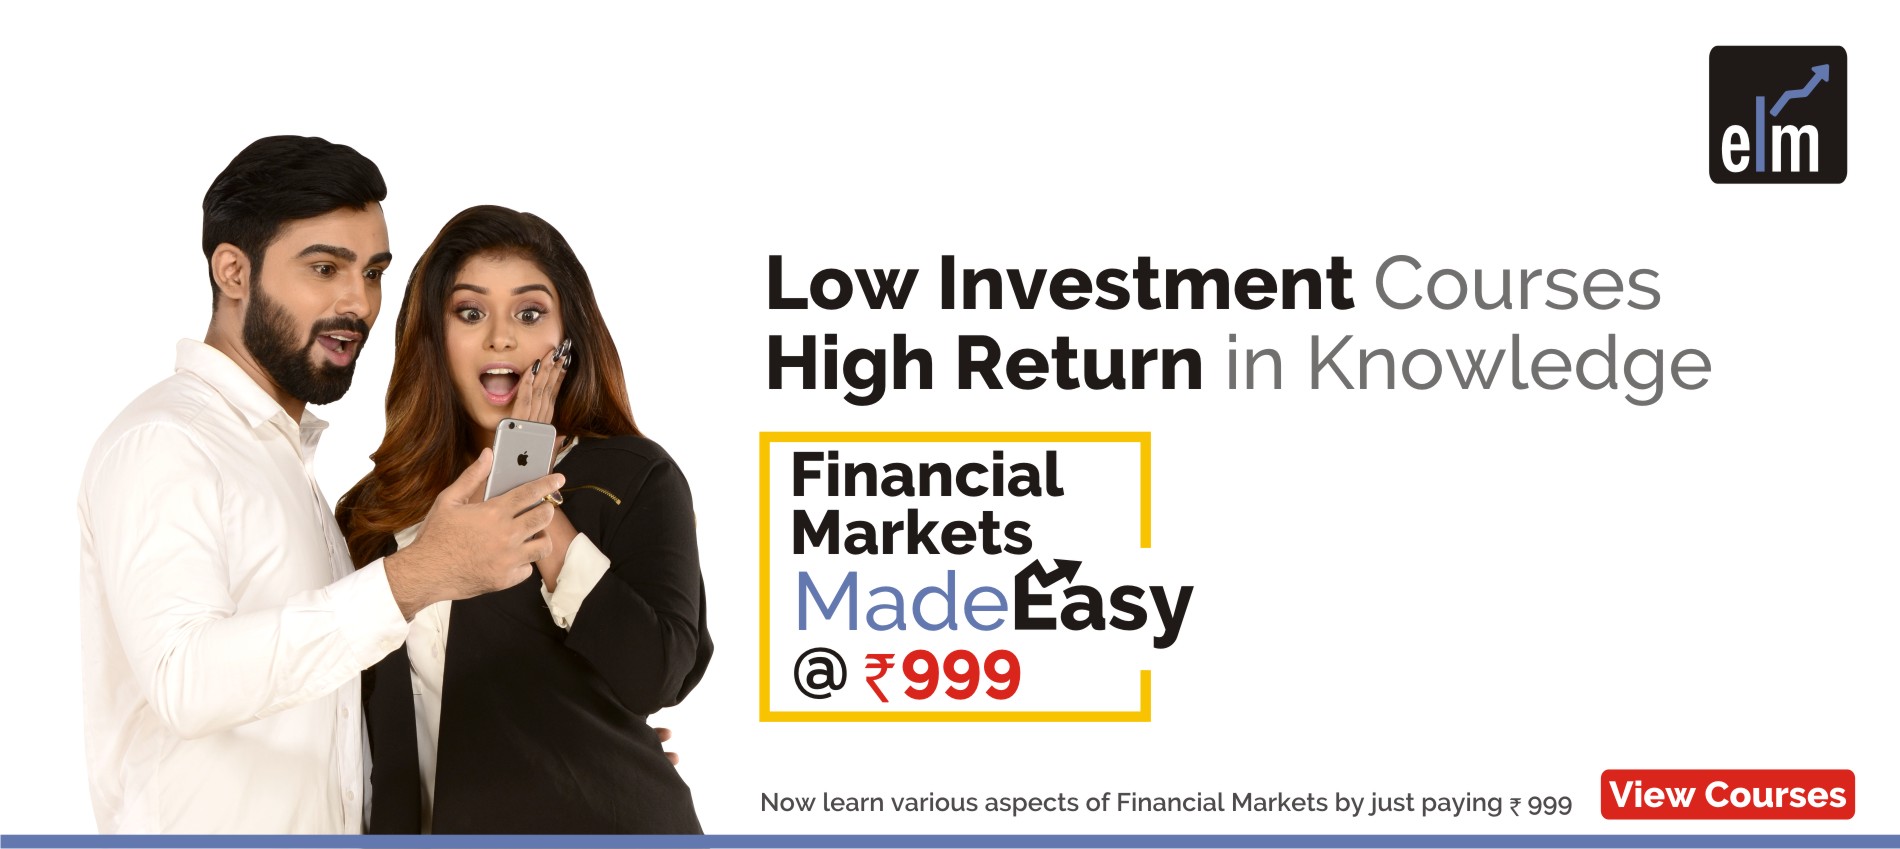 elm
Low Investment Courses
High Return in Knowledge
Financial
Markets
MadeEasy
@ ₹999
Now learn various aspects of Financial Markets by just paying ₹ 999
View Courses